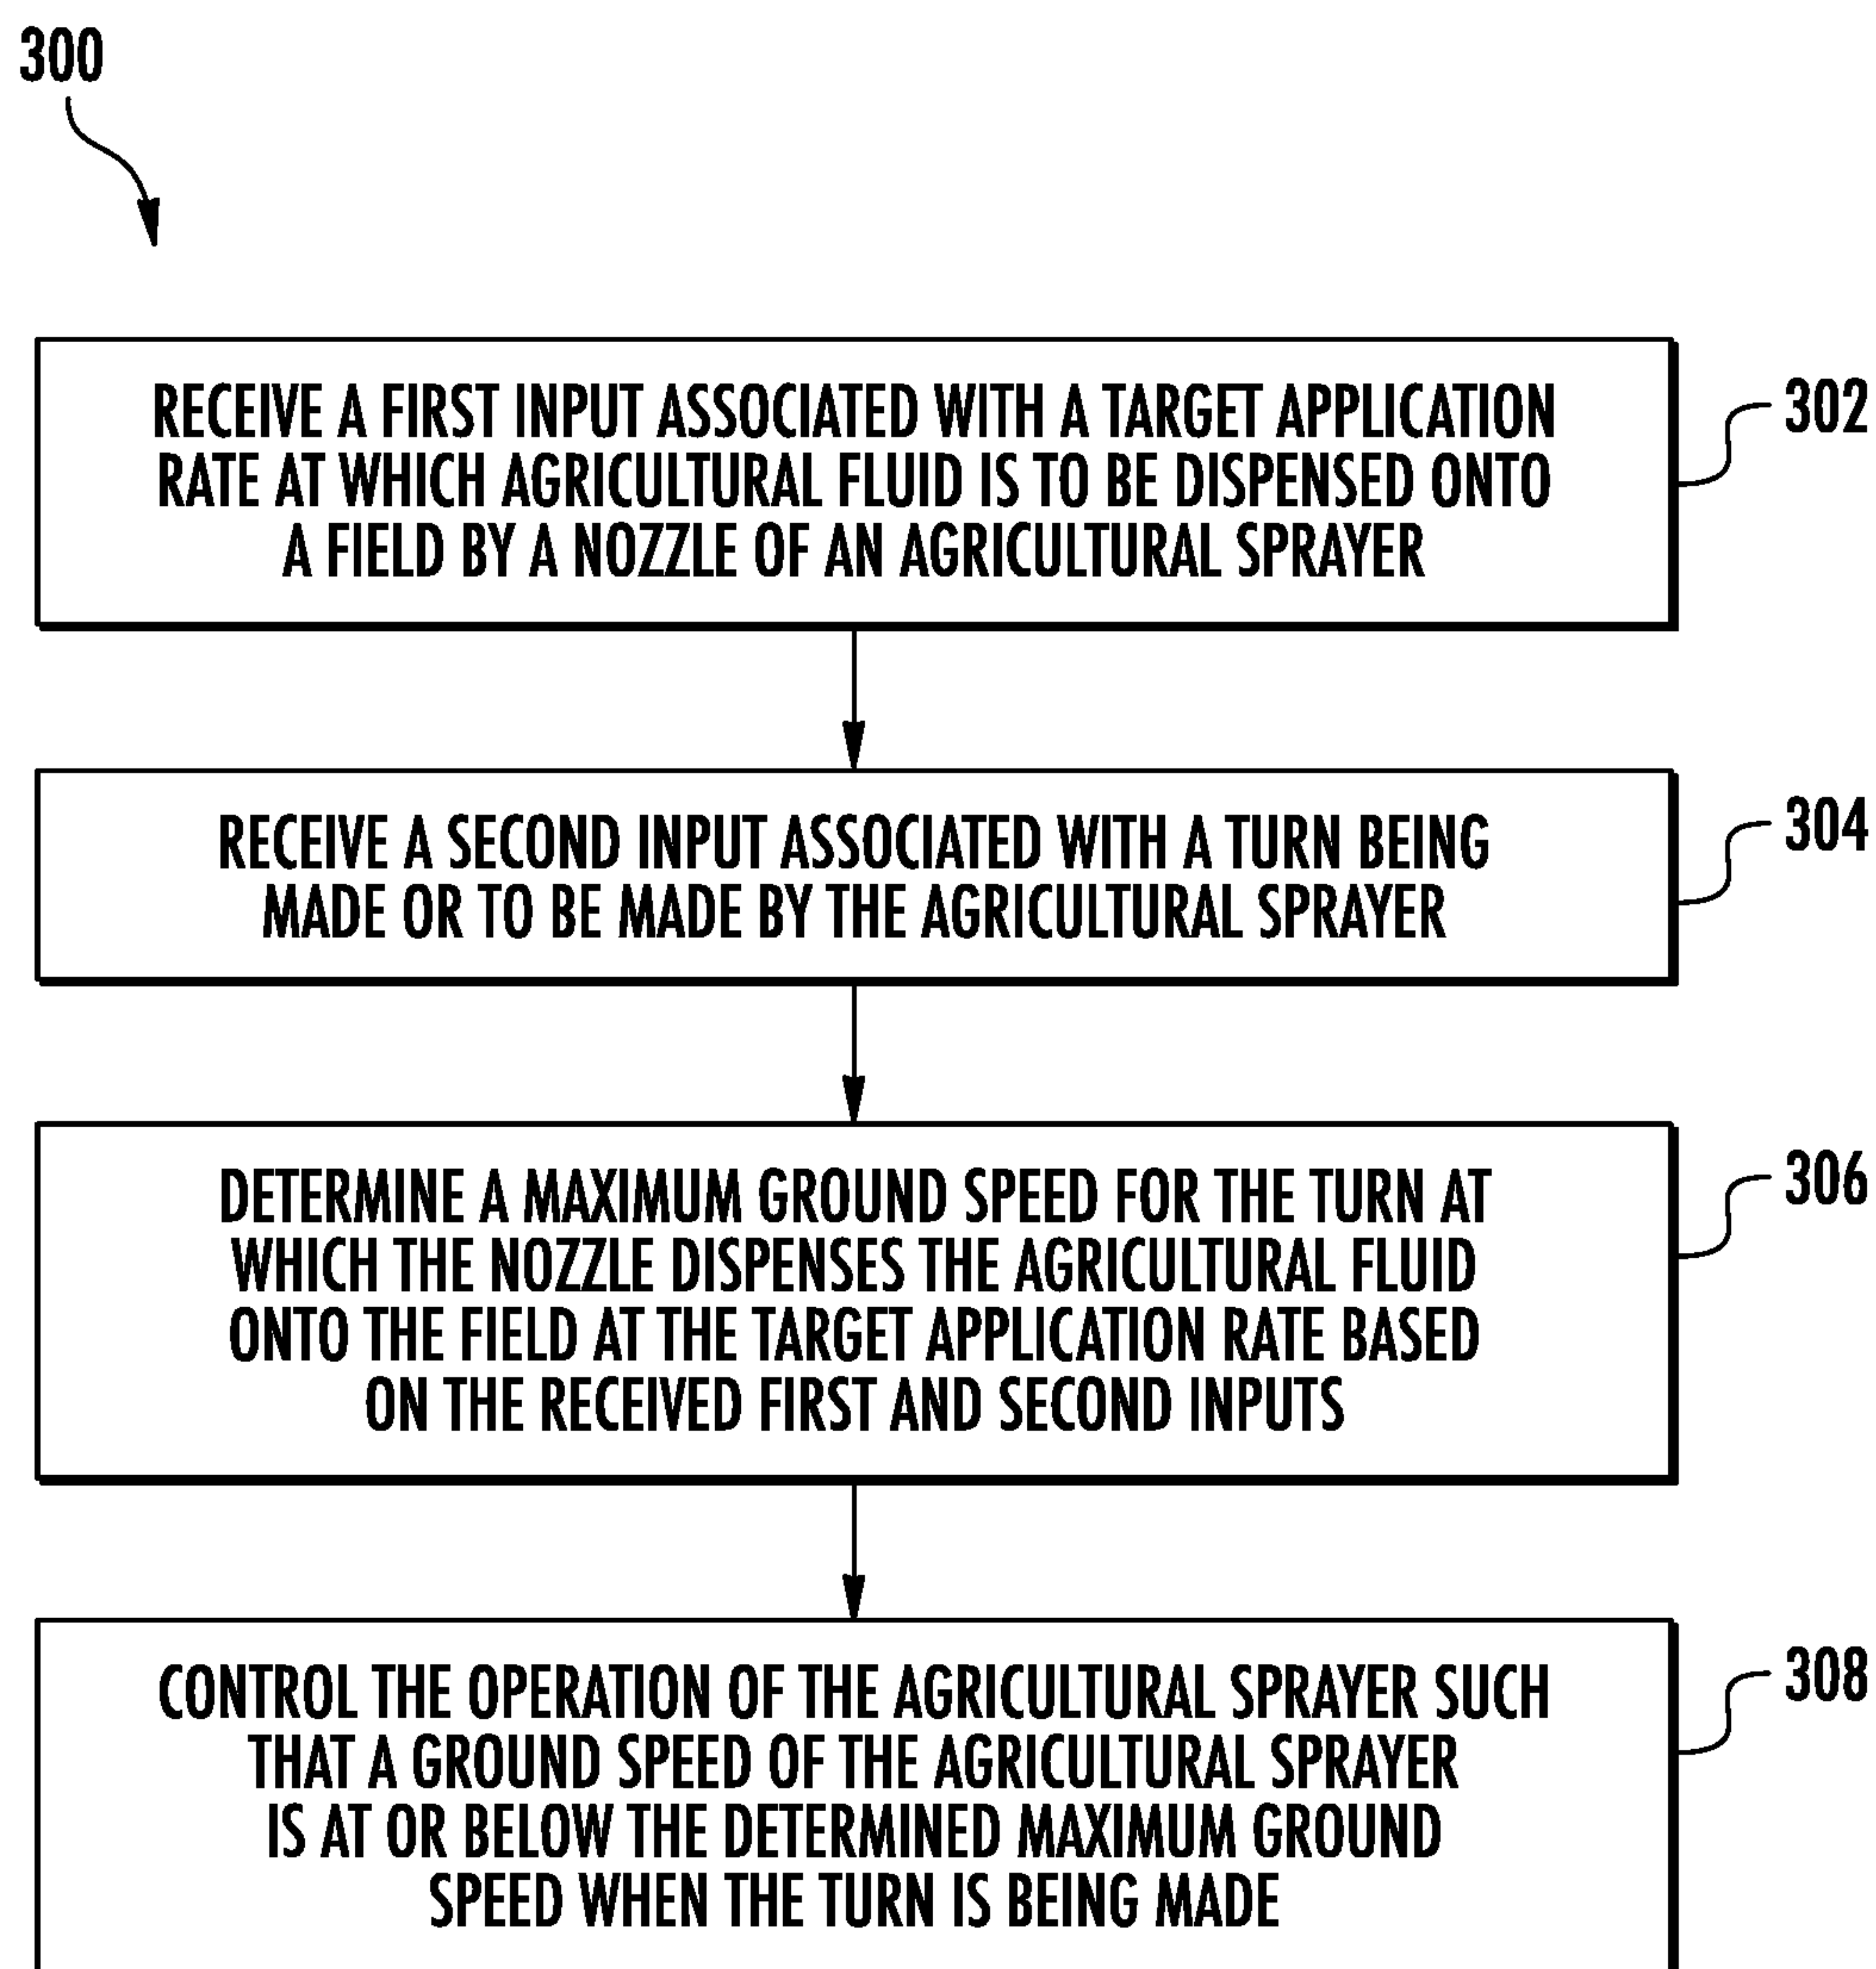 300
RECEIVE A FIRST INPUT ASSOCIATED WITH A TARGET APPLICATION
RATE AT WHICH AGRICULTURAL FLUID IS TO BE DISPENSED ONTO
A FIELD BY A NOZZLE OF AN AGRICULTURAL SPRAYER
302
RECEIVE A SECOND INPUT ASSOCIATED WITH A TURN BEING
MADE OR TO BE MADE BY THE AGRICULTURAL SPRAYER
304
DETERMINE A MAXIMUM GROUND SPEED FOR THE TURN AT
WHICH THE NOZZLE DISPENSES THE AGRICULTURAL FLUID
ONTO THE FIELD AT THE TARGET APPLICATION RATE BASED
ON THE RECEIVED FIRST AND SECOND INPUTS
306
CONTROL THE OPERATION OF THE AGRICULTURAL SPRAYER SUCH
THAT A GROUND SPEED OF THE AGRICULTURAL SPRAYER
IS AT OR BELOW THE DETERMINED MAXIMUM GROUND
SPEED WHEN THE TURN IS BEING MADE
308